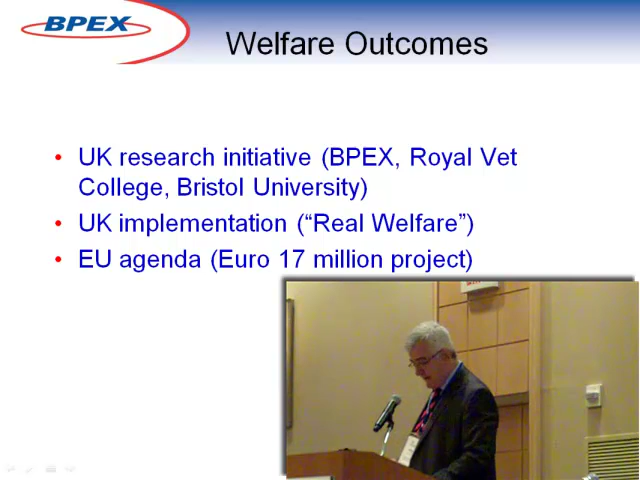 BPEX
Welfare Outcomes
• UK research initiative (BPEX, Royal Vet
College, Bristol University)
• UK implementation (“Real Welfare”)
• EU agenda (Euro 17 million project)